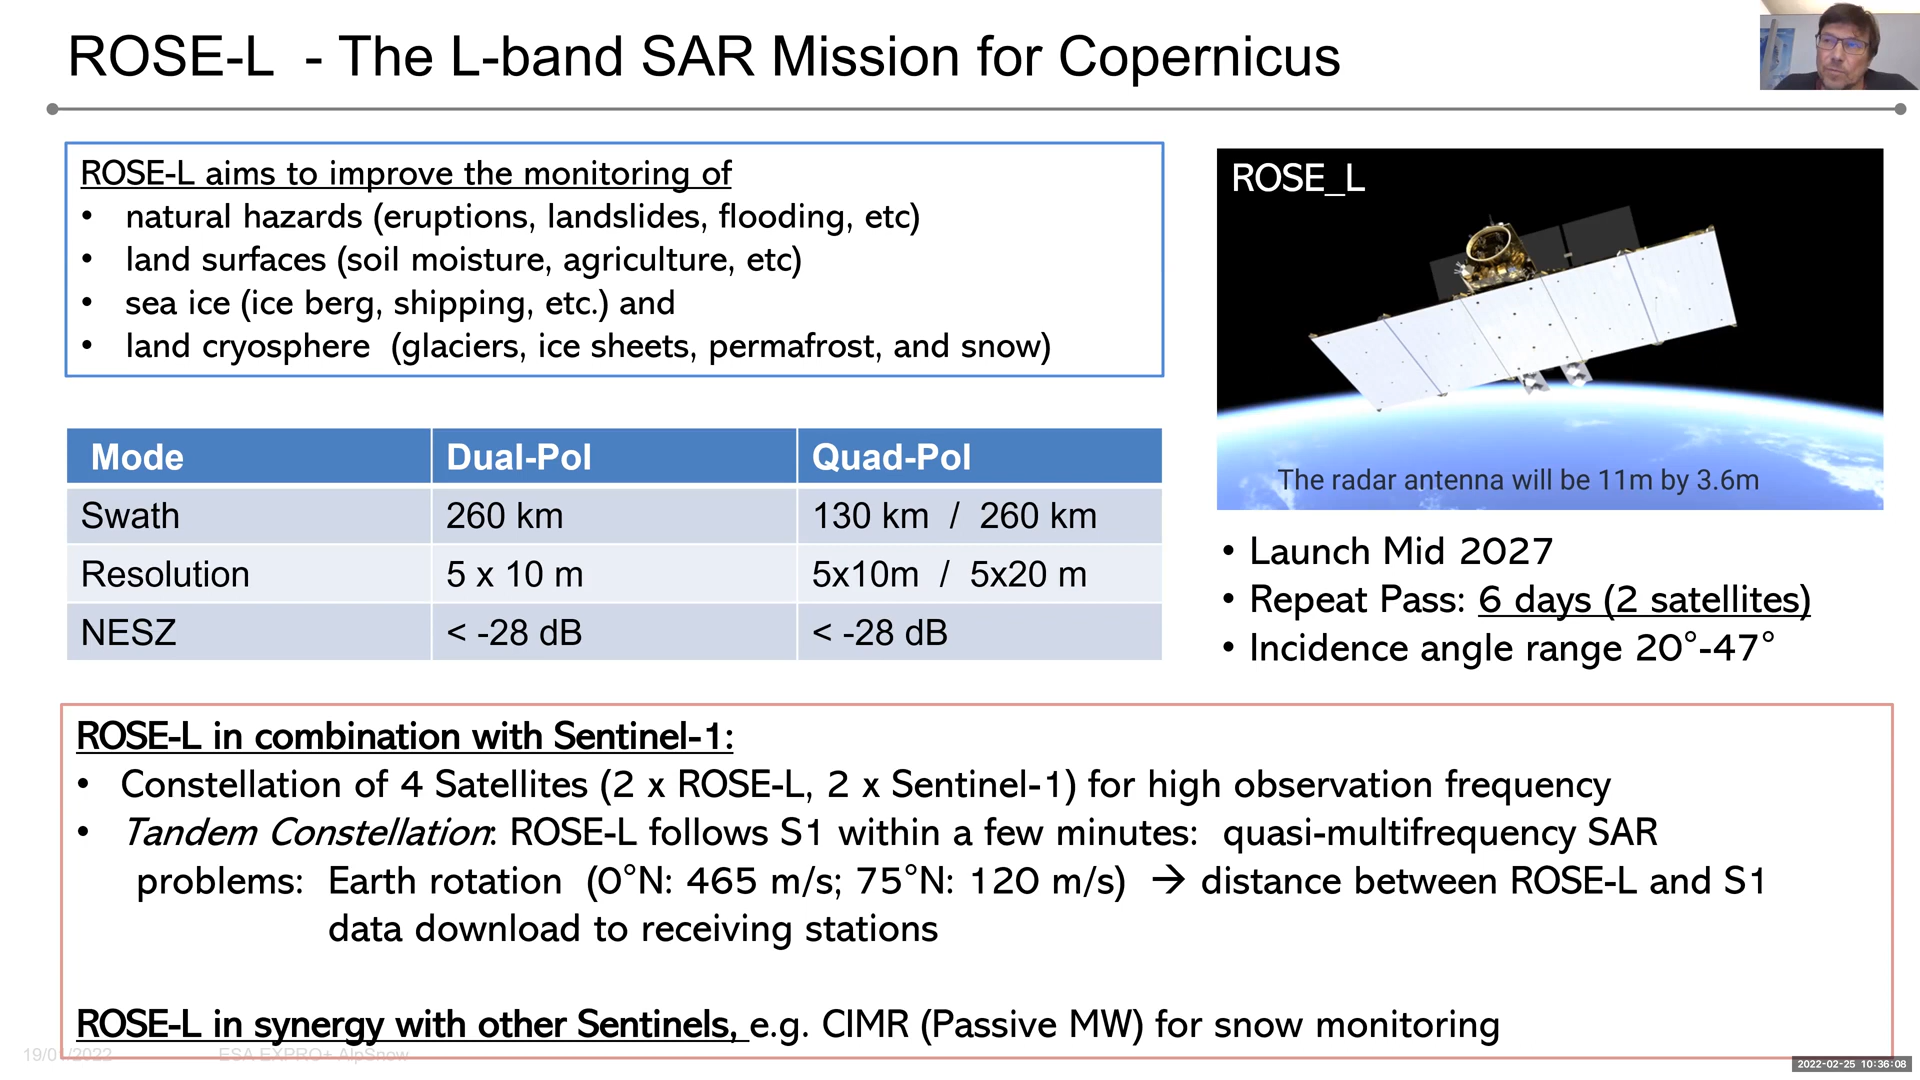 ROSE-L - The L-band SAR Mission for Copernicus
ROSE-L aims to improve the monitoring of
• natural hazards (eruptions, landslides, flooding, etc)
• land surfaces (soil moisture, agriculture, etc)
• sea ice (ice berg, shipping, etc.) and
• land cryosphere (glaciers, ice sheets, permafrost, and snow)
ROSE_L
The radar antenna will be 11m by 3.6m
Mode Dual-Pol Quad-Pol
Swath 260 km 130 km / 260 km
Resolution 5 x 10 m 5x10m / 5x20 m
NESZ < -28 dB < -28 dB
• Launch Mid 2027
• Repeat Pass: 6 days (2 satellites)
• Incidence angle range 20°-47°
ROSE-L in combination with Sentinel-1:
• Constellation of 4 Satellites (2 x ROSE-L, 2 x Sentinel-1) for high observation frequency
• Tandem Constellation: ROSE-L follows S1 within a few minutes: quasi-multifrequency SAR
problems: Earth rotation (0°N: 465 m/s; 75°N: 120 m/s) → distance between ROSE-L and S1
data download to receiving stations
ROSE-L in synergy with other Sentinels, e.g. CIMR (Passive MW) for snow monitoring
19/01/2022 ESA EXPRO+ AlpSnow
2022-02-25 10:36:08